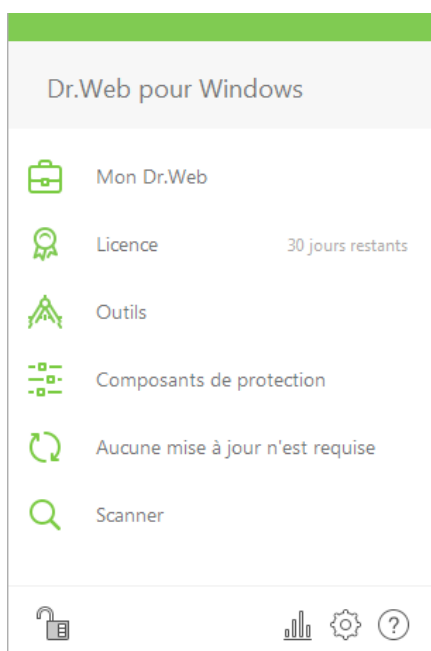 Dr.Web pour Windows
Mon Dr.Web
Licence 30 jours restants
Outils
Composants de protection
Aucune mise à jour n'est requise
Scanner
?